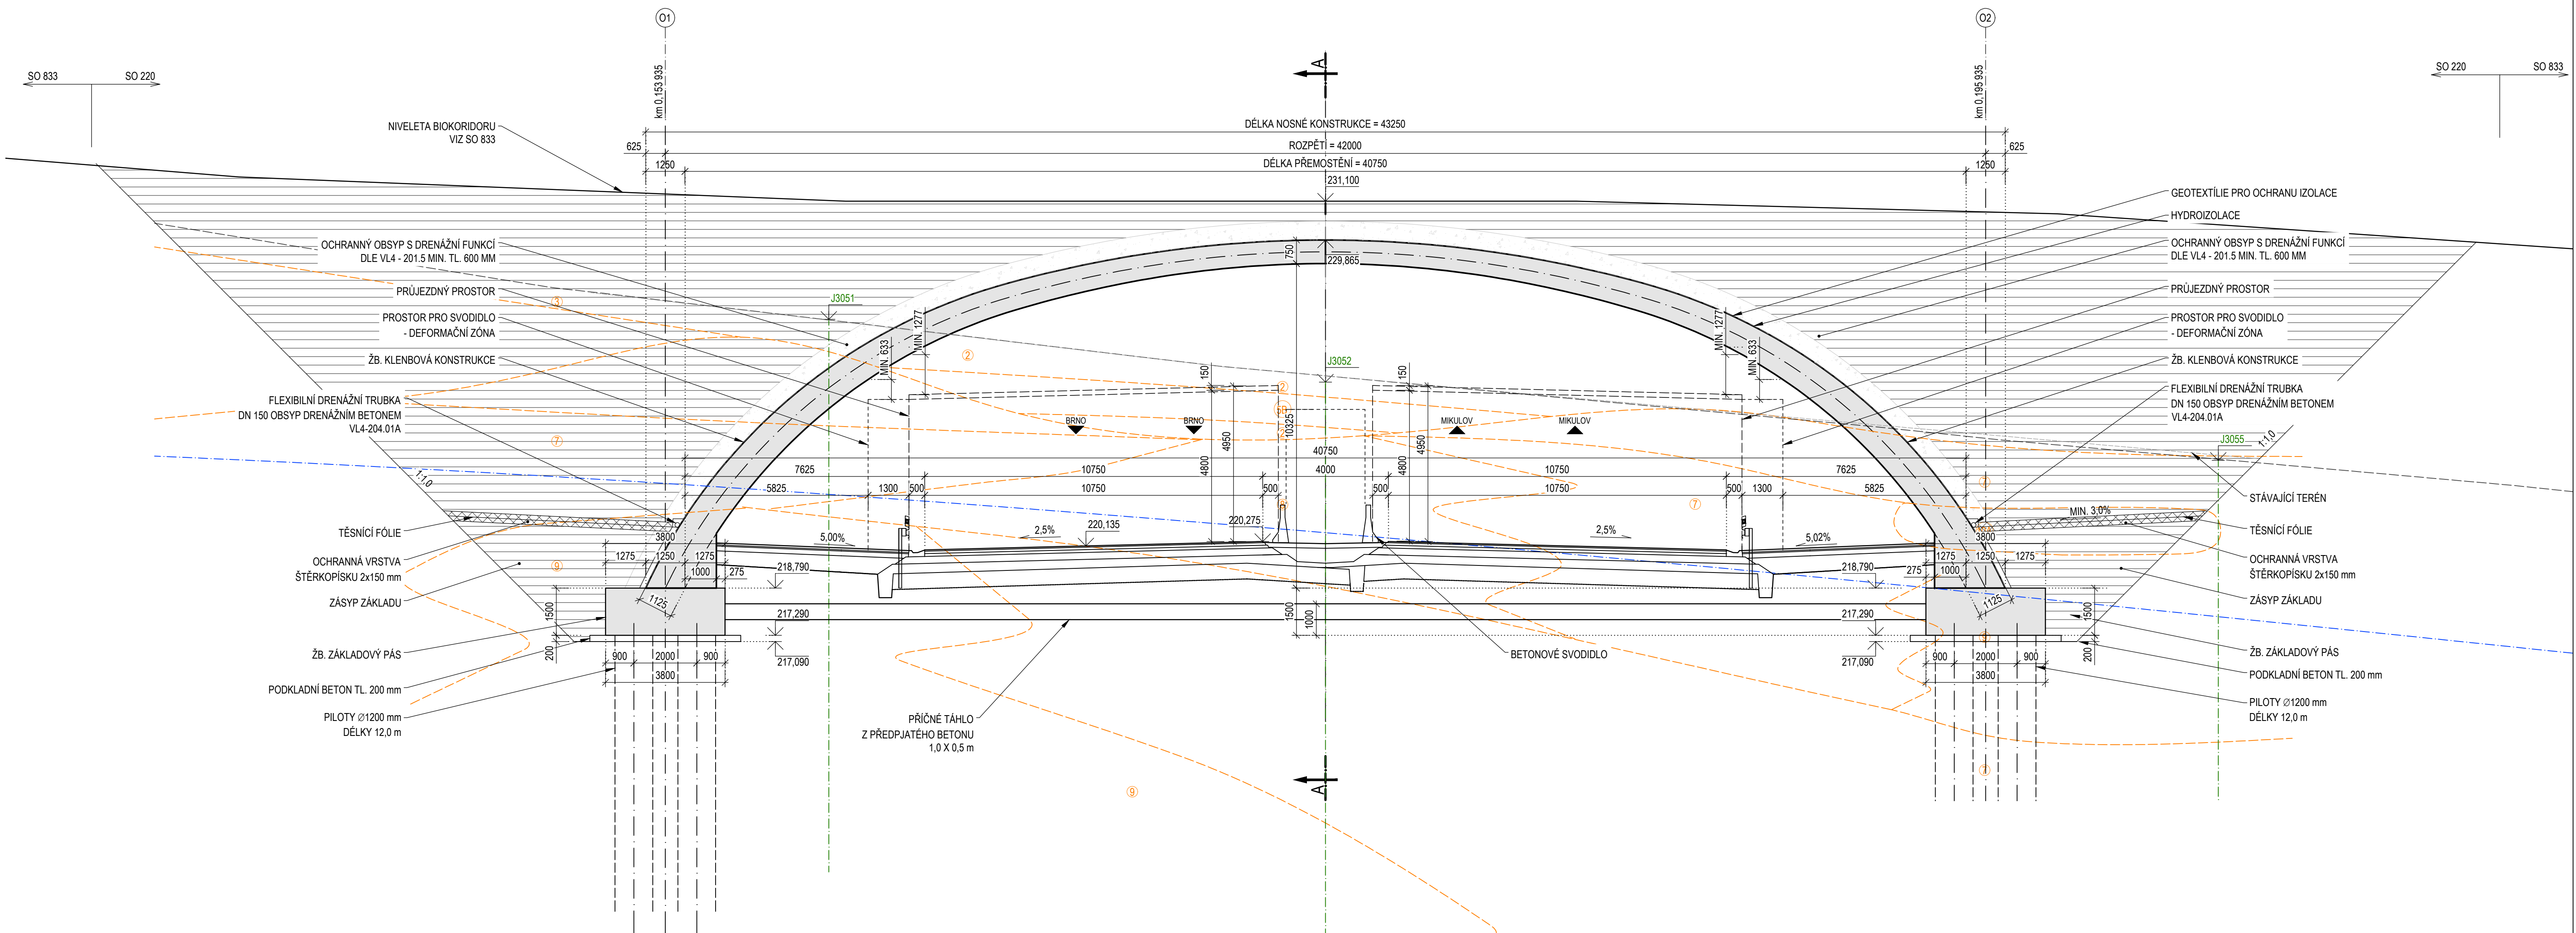 O1
O2
SO 833
SO 220
km 0.153 935
A
km 0,195 935
SO 220
SO 833
NIVELETA BIOKORIDORU
VIZ SO 833
DÉLKA NOSNÉ KONSTRUKCE = 43250
625
ROZPĚTÍ = 42000
625
1250
DÉLKA PŘEMOSTĚNÍ = 40750
1250
231,100
OCHRANNÝ OBSYP S DRENÁŽNÍ FUNKCÍ
DLE VL4 - 201.5 MIN. TL. 600 MM
PRŮJEZDNÝ PROSTOR
PROSTOR PRO SVODIDLO
- DEFORMAČNÍ ZÓNA
ŽB. KLENBOVÁ KONSTRUKCE
FLEXIBILNÍ DRENÁŽNÍ TRUBKA
DN 150 OBSYP DRENÁŽNÍM BETONEM
VL4-204.01A
GEOTEXTÍLIE PRO OCHRANU IZOLACE
HYDROIZOLACE
OCHRANNÝ OBSYP S DRENÁŽNÍ FUNKCÍ
DLE VL4 - 201.5 MIN. TL. 600 MM
PRŮJEZDNÝ PROSTOR
PROSTOR PRO SVODIDLO
- DEFORMAČNÍ ZÓNA
ŽB. KLENBOVÁ KONSTRUKCE
FLEXIBILNÍ DRENÁŽNÍ TRUBKA
DN 150 OBSYP DRENÁŽNÍM BETONEM
VL4-204.01A
750
229,865
J3051
J3052
J3055
3
2
2
7
7
7
9
9
7
9
MIN. 633
MIN. 1277
MIN. 1277
MIN. 633
150
4950
4800
10325
150
4950
4800
BRNO
BRNO
MIKULOV
MIKULOV
40750
7625
10750
4000
10750
7625
5825
1300
500
10750
500
500
10750
500
1300
5825
1:1,0
1:1,0
STÁVAJÍCÍ TERÉN
TĚSNÍCÍ FÓLIE
OCHRANNÁ VRSTVA
ŠTĚRKOPÍSKU 2x150 mm
ZÁSYP ZÁKLADU
ŽB. ZÁKLADOVÝ PÁS
PODKLADNÍ BETON TL. 200 mm
PILOTY ∅1200 mm
DÉLKY 12,0 m
3800
1275
1250
1275
1000
275
1125
1500
200
900
2000
900
3800
218,790
217,290
217,090
5,00%
2,5%
220,135
220,275
2,5%
5,02%
1500
1000
218,790
217,290
217,090
MIN. 3,0%
3800
1275
1250
1275
275
1000
1125
1500
200
900
2000
900
3800
TĚSNÍCÍ FÓLIE
OCHRANNÁ VRSTVA
ŠTĚRKOPÍSKU 2x150 mm
ZÁSYP ZÁKLADU
ŽB. ZÁKLADOVÝ PÁS
PODKLADNÍ BETON TL. 200 mm
PILOTY ∅1200 mm
DÉLKY 12,0 m
BETONOVÉ SVODIDLO
PŘÍČNÉ TÁHLO
Z PŘEDPJATÉHO BETONU
1,0 X 0,5 m
A